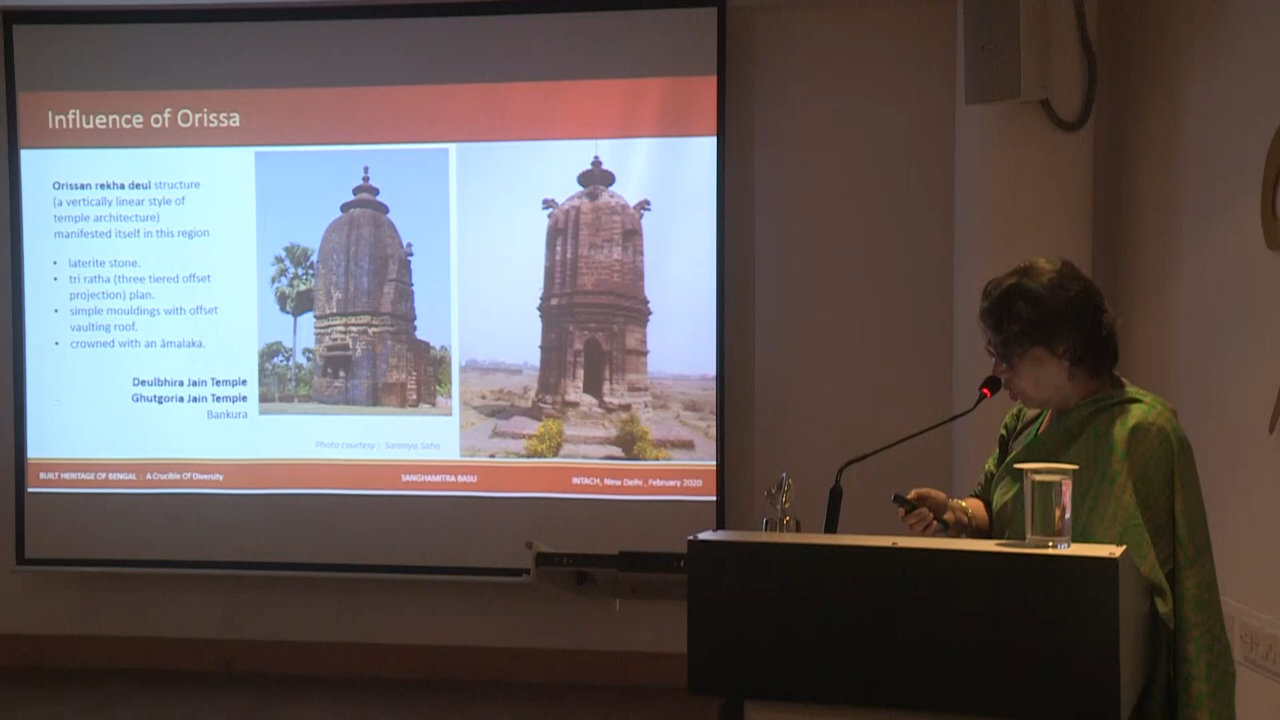 Influence of Orissa
Orissan rekha deul structure
(a vertically linear style of
temple architecture)
manifested itself in this region
• laterite stone.
• tri ratha (three tiered offset
projection) plan.
• simple mouldings with offset
vaulting roof.
• crowned with an āmalaka.
Deulbhira Jain Temple
Ghutgoria Jain Temple
Bankura
Photo courtesy : Saranya Saha
BUILT HERITAGE OF BENGAL : A Crucible Of Diversity
SANGHAMITRA BASU
INTACH, New Delhi , February 2020